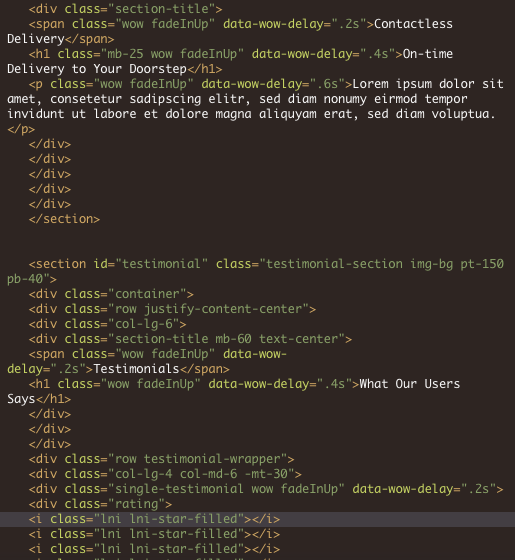 <div class="section-title">
<span class="wow fadeInUp" data-wow-delay=".2s">Contactless
Delivery</span>
<h1 class="mb-25 wow fadeInUp" data-wow-delay=".4s">On-time
Delivery to Your Doorstep</h1>
<p class="wow fadeInUp" data-wow-delay=".6s">Lorem ipsum dolor sit
amet, consetetur sadipscing elitr, sed diam nonumy eirmod tempor
invidunt ut labore et dolore magna aliquyam erat, sed diam voluptua.
</p>
</div>
</div>
</div>
</div>
</div>
</section>
<section id="testimonial" class="testimonial-section img-bg pt-150
pb-40">
<div class="container">
<div class="row justify-content-center">
<div class="col-lg-6">
<div class="section-title mb-60 text-center">
<span class="wow fadeInUp" data-wow-
delay=".2s">Testimonials</span>
<h1 class="wow fadeInUp" data-wow-delay=".4s">What Our Users
Says</h1>
</div>
</div>
</div>
<div class="row testimonial-wrapper">
<div class="col-lg-4 col-md-6 -mt-30">
<div class="single-testimonial wow fadeInUp" data-wow-delay=".2s">
<div class="rating">
<i class="lni lni-star-filled"></i>
<i class="lni lni-star-filled"></i>
<i class="lni lni-star-filled"></i>